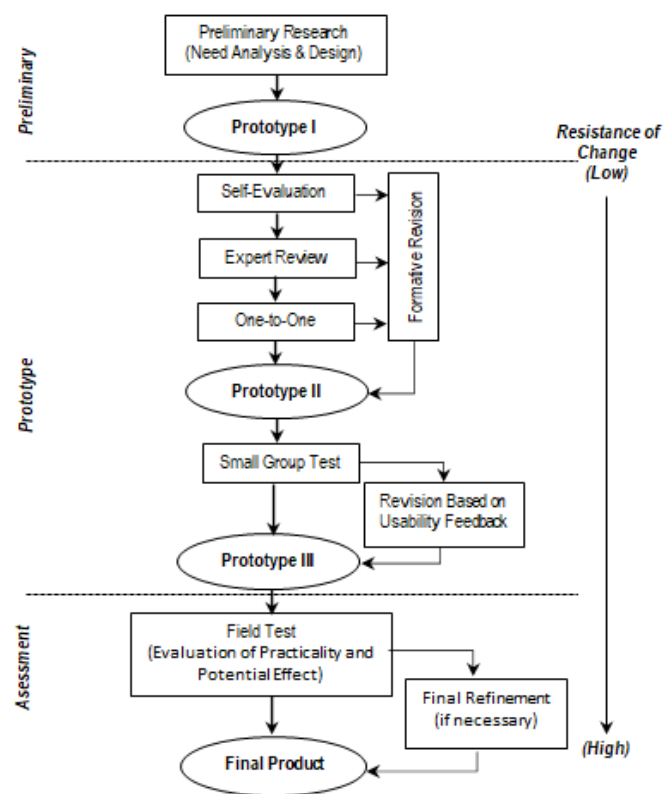 Preliminary
Preliminary Research
(Need Analysis & Design)
Prototype I
Resistance of
Change
(Low)
Prototype
Self-Evaluation
Expert Review
One-to-One
Formative Revision
Prototype II
Small Group Test
Revision Based on
Usability Feedback
Prototype III
Asessment
Field Test
(Evaluation of Practicality and
Potential Effect)
Final Refinement
(if necessary)
Final Product
(High)